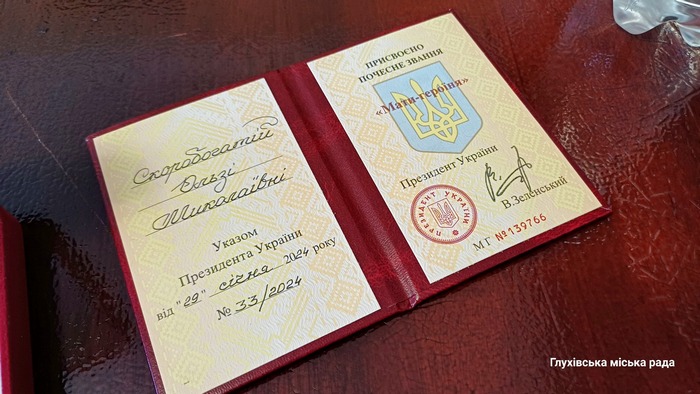 Скоробогатій
Ользі
Миколаївні
Указом
Президента України
від "29" січня 2024 року
№ 33/2024
ПРИСВОЄНО
ПОЧЕСНЕ ЗВАННЯ
«Мати-героїня»
Президент України
В.Зеленський
ПРЕЗИДЕНТ УКРАЇНИ
МГ №139766
Глухівська міська рада